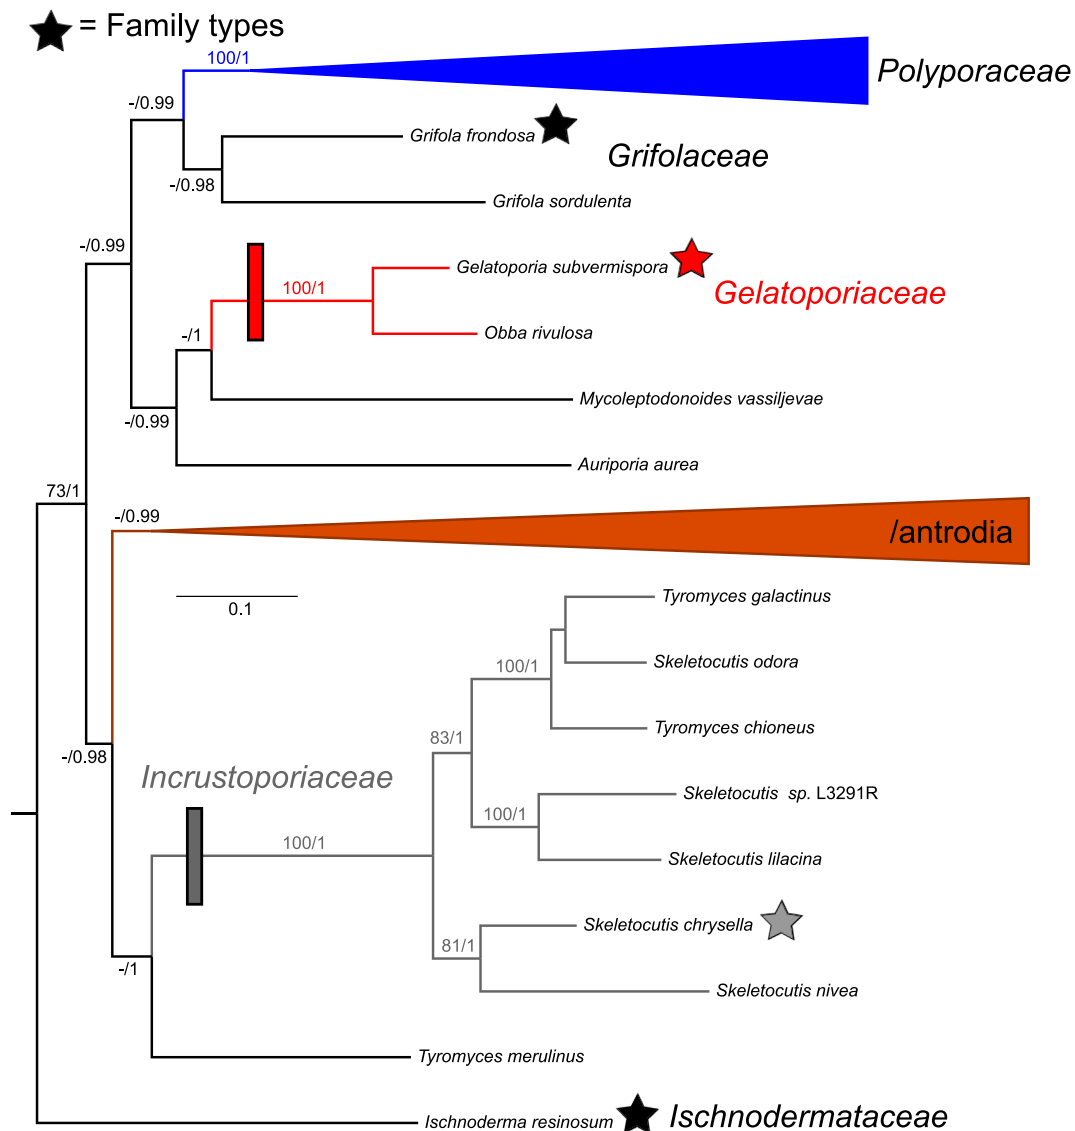 = Family types
100/1
Polyporaceae
-/0.99
Grifola frondosa
Grifolaceae
-/0.98
Grifola sordulenta
-/0.99
Gelatoporia subvermispora
100/1
Gelatoporiaceae
Obba rivulosa
-/1
Mycoleptodonoides vassiljevae
-/0.99
Auriporia aurea
73/1
-/0.99
/antrodia
0.1
Tyromyces galactinus
100/1
Skeletocutis odora
Tyromyces chioneus
83/1
-/0.98
Incrustoporiaceae
Skeletocutis sp. L3291R
100/1
100/1
Skeletocutis lilacina
Skeletocutis chrysella
81/1
-/1
Skeletocutis nivea
Tyromyces merulinus
Ischnoderma resinosum
Ischnodermataceae